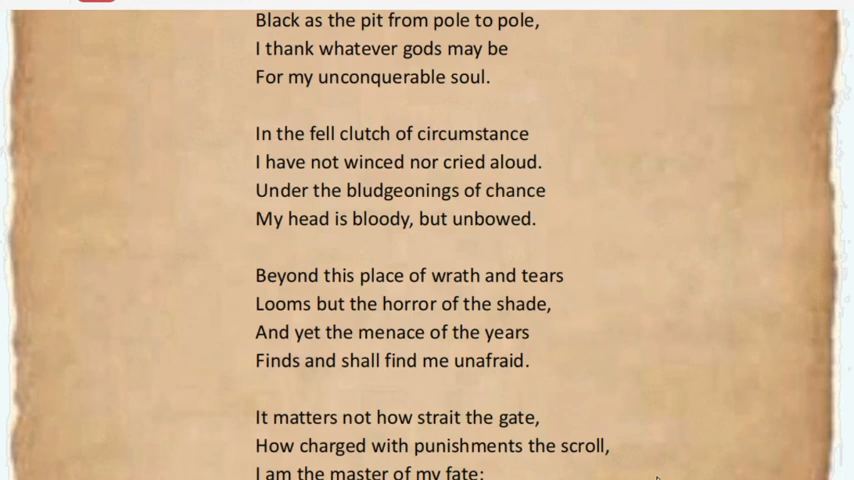 Black as the pit from pole to pole,
I thank whatever gods may be
For my unconquerable soul.
In the fell clutch of circumstance
I have not winced nor cried aloud.
Under the bludgeonings of chance
My head is bloody, but unbowed.
Beyond this place of wrath and tears
Looms but the horror of the shade,
And yet the menace of the years
Finds and shall find me unafraid.
It matters not how strait the gate,
How charged with punishments the scroll,
I am the master of my fate: